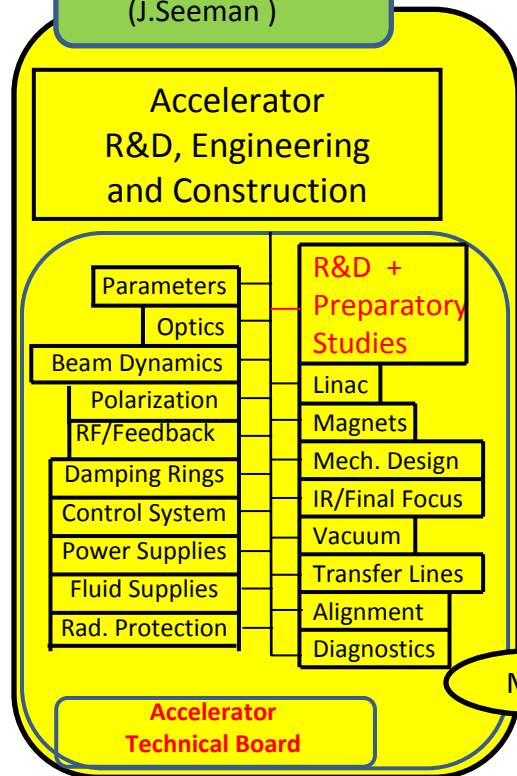 (J.Seeman )
Accelerator
R&D, Engineering
and Construction
Parameters
Optics
Beam Dynamics
Polarization
RF/Feedback
Damping Rings
Control System
Power Supplies
Fluid Supplies
Rad. Protection
R&D +
Preparatory
Studies
Linac
Magnets
Mech. Design
IR/Final Focus
Vacuum
Transfer Lines
Alignment
Diagnostics
Accelerator
Technical Board